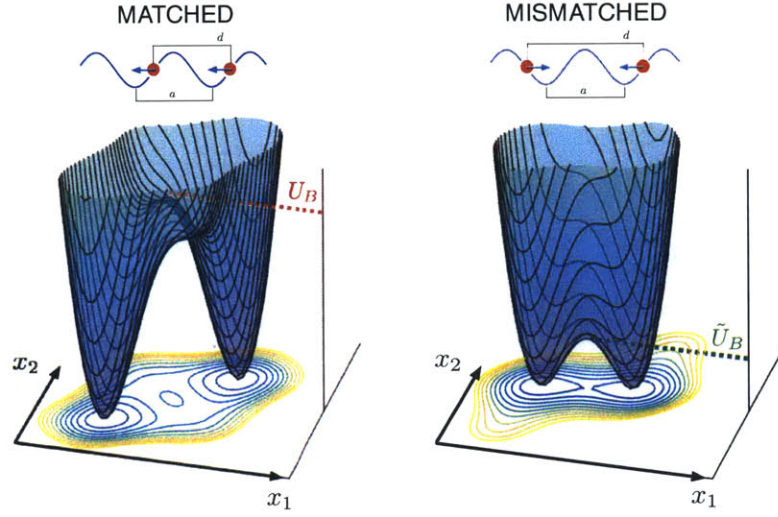 MATCHED
d
a
U_B
x_2
x_1
MISMATCHED
d
a
Ũ_B
x_2
x_1